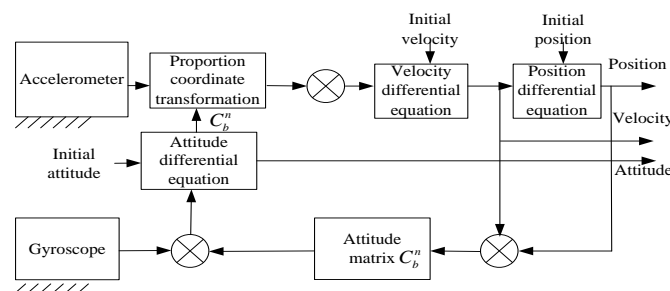 Initial
velocity
Initial
position
Accelerometer
Proportion
coordinate
transformation
Velocity
differential
equation
Position
differential
equation
Position
C_b^n
Velocity
Initial
attitude
Attitude
differential
equation
Attitude
Gyroscope
Attitude
matrix C_b^n